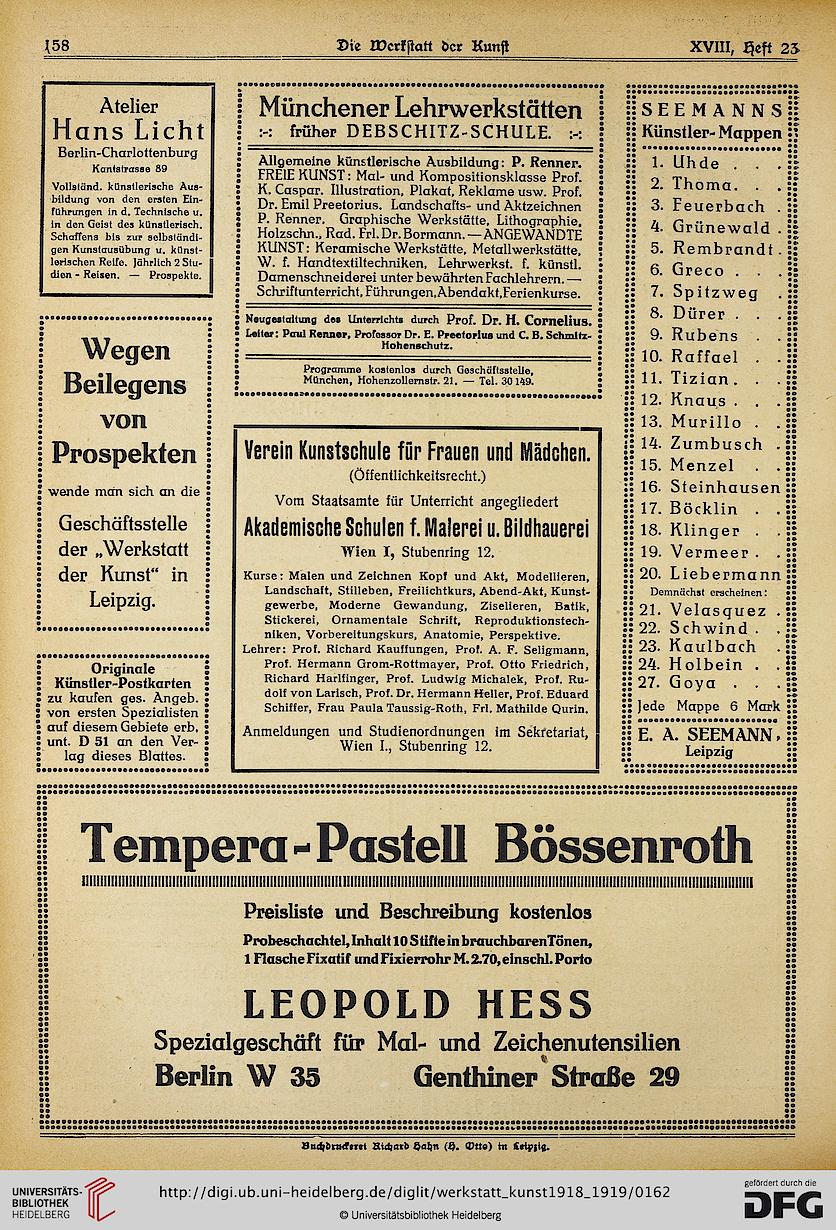 158
Die Werkstatt der Kunst
XVIII, Heft 23
Atelier
Hans Licht
Berlin-Charlottenburg
Kantstrasse 89
Vollständ. künstlerische Aus-
bildung von den ersten Ein-
führungen in d. Technische u.
in den Geist des künstlerisch.
Schaffens bis zur selbständi-
gen Kunstausübung u. künst-
lerischen Reife. Jährlich 2 Stu-
dien - Reisen. — Prospekte.
Wegen
Beilegens
von
Prospekten
wende man sich an die
Geschäftsstelle
der „Werkstatt
der Kunst“ in
Leipzig.
Originale
Künstler-Postkarten
zu kaufen ges. Angeb.
von ersten Spezialisten
auf diesem Gebiete erb.
unt. D 51 an den Ver-
lag dieses Blattes.
Münchener Lehrwerkstätten
:-: früher DEBSCHITZ-SCHULE. :-:
Allgemeine künstlerische Ausbildung: P. Renner.
FREIE KUNST: Mal- und Kompositionsklasse Prof.
K. Caspar. Illustration, Plakat, Reklame usw. Prof.
Dr. Emil Preetorius. Landschafts- und Aktzeichnen
P. Renner. Graphische Werkstätte, Lithographie,
Holzschn., Rad. Frl. Dr. Bormann. — ANGEWANDTE
KUNST: Keramische Werkstätte, Metallwerkstätte,
W. f. Handtextiltechniken, Lehrwerkst. f. künstl.
Damenschneiderei unter bewährten Fachlehrern. —
Schriftunterricht, Führungen, Abendakt, Ferienkurse.
Neugestaltung des Unterrichts durch Prof. Dr. H. Cornelius.
Leiter: Paul Renner, Professor Dr. E. Preetorius und C. B. Schmitz-
Hohenschutz.
Programme kostenlos durch Geschäftsstelle,
München, Hohenzollernstr. 21. — Tel. 30149.
Verein Kunstschule für Frauen und Mädchen.
(Öffentlichkeitsrecht.)
Vom Staatsamte für Unterricht angegliedert
Akademische Schulen f. Malerei u. Bildhauerei
Wien I, Stubenring 12.
Kurse: Malen und Zeichnen Kopf und Akt, Modellieren,
Landschaft, Stilleben, Freilichtkurs, Abend-Akt, Kunst-
gewerbe, Moderne Gewandung, Ziselieren, Batik,
Stickerei, Ornamentale Schrift, Reproduktionstech-
niken, Vorbereitungskurs, Anatomie, Perspektive.
Lehrer: Prof. Richard Kauffungen, Prof. A. F. Seligmann,
Prof. Hermann Grom-Rottmayer, Prof. Otto Friedrich,
Richard Harlfinger, Prof. Ludwig Michalek, Prof. Ru-
dolf von Larisch, Prof. Dr. Hermann Heller, Prof. Eduard
Schiffer, Frau Paula Taussig-Roth, Frl. Mathilde Qurin.
Anmeldungen und Studienordnungen im Sekretariat,
Wien I., Stubenring 12.
SEEMANNS
Künstler-Mappen
1. Uhde . . .
2. Thoma. . .
3. Feuerbach .
4. Grünewald .
5. Rembrandt.
6. Greco . . .
7. Spitzweg .
8. Dürer . . .
9. Rubens . .
10. Raffael . .
11. Tizian. . .
12. Knaus . . .
13. Murillo . .
14. Zumbusch .
15. Menzel . .
16. Steinhausen
17. Böcklin . .
18. Klinger . .
19. Vermeer . .
20. Liebermann
Demnächst erscheinen:
21. Velasquez .
22. Schwind . .
23. Kaulbach .
24. Holbein . .
27. Goya . . .
Jede Mappe 6 Mark
E. A. SEEMANN,
Leipzig
Tempera-Pastell Bössenroth
Preisliste und Beschreibung kostenlos
Probeschachtel, Inhalt 10 Stifte in brauchbaren Tönen,
1 Flasche Fixatif und Fixierrohr M. 2.70, einschl. Porto
LEOPOLD HESS
Spezialgeschäft für Mal- und Zeichenutensilien
Berlin W 35 Genthiner Straße 29
Buchdruckerei Richard Hahn (H. Otto) in Leipzig.
UNIVERSITÄTS-
BIBLIOTHEK
HEIDELBERG
http://digi.ub.uni-heidelberg.de/diglit/werkstatt_kunst1918_1919/0162
© Universitätsbibliothek Heidelberg
gefördert durch die
DFG